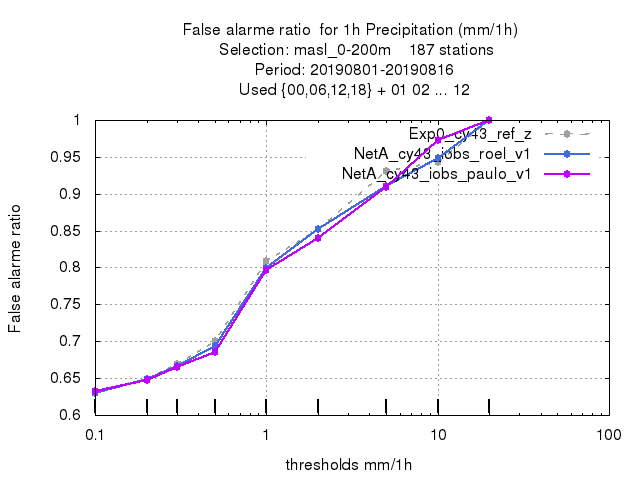 False alarme ratio  for 1h Precipitation (mm/1h)
Selection: masl_0-200m    187 stations
Period: 20190801-20190816
Used {00,06,12,18} + 01 02 ... 12
Exp0_cy43_ref_z
NetA_cy43_iobs_roel_v1
NetA_cy43_iobs_paulo_v1
False alarme ratio
1
0.95
0.9
0.85
0.8
0.75
0.7
0.65
0.6
0.1 1 10 100
thresholds mm/1h